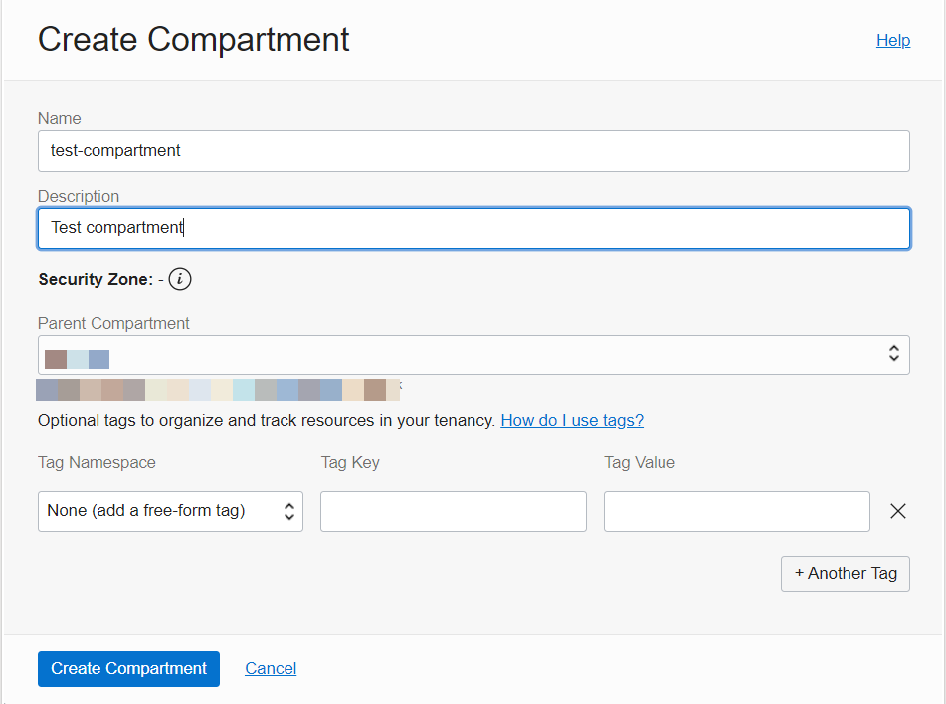 Create Compartment
Help
Name
test-compartment
Description
Test compartment
Security Zone: - i
Parent Compartment
Optional tags to organize and track resources in your tenancy. How do I use tags?
Tag Namespace Tag Key Tag Value
None (add a free-form tag)
+ Another Tag
Create Compartment Cancel